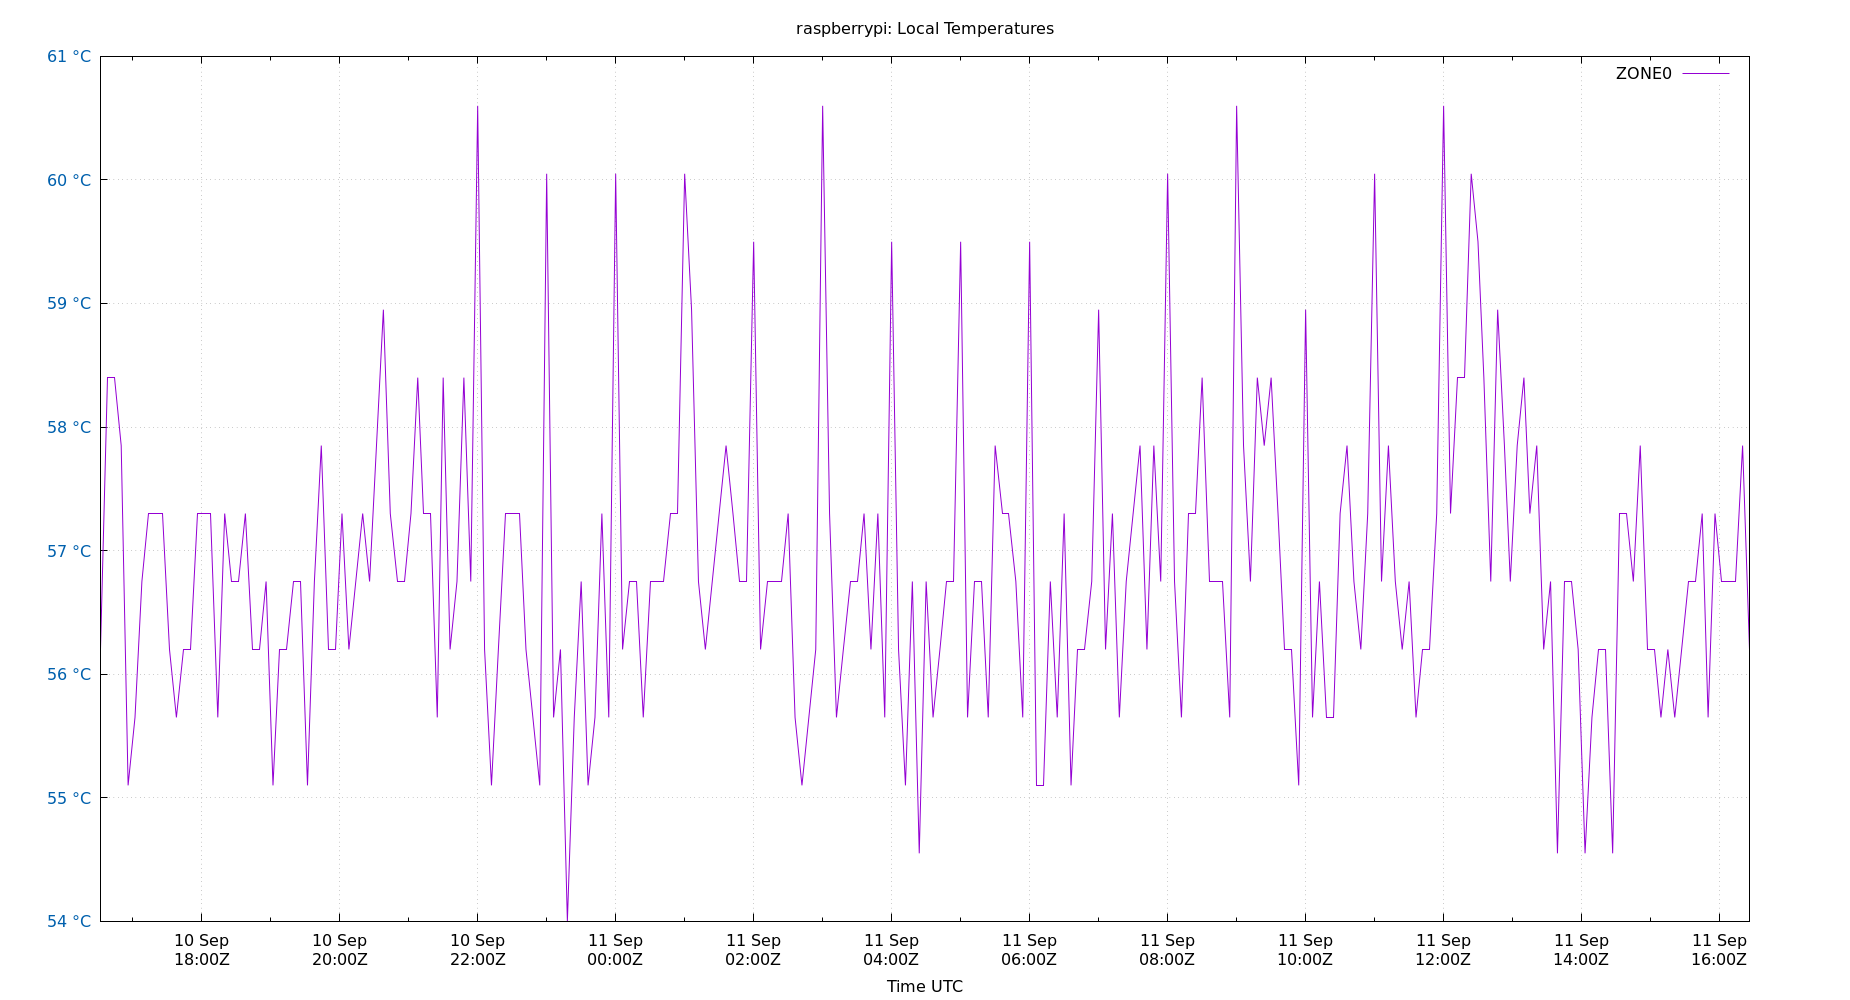 raspberrypi: Local Temperatures
61 °C
ZONE0
60 °C
59 °C
58 °C
57 °C
56 °C
55 °C
54 °C
10 Sep 10 Sep 10 Sep 11 Sep 11 Sep 11 Sep 11 Sep 11 Sep 11 Sep 11 Sep 11 Sep 11 Sep
18:00Z 20:00Z 22:00Z 00:00Z 02:00Z 04:00Z 06:00Z 08:00Z 10:00Z 12:00Z 14:00Z 16:00Z
Time UTC